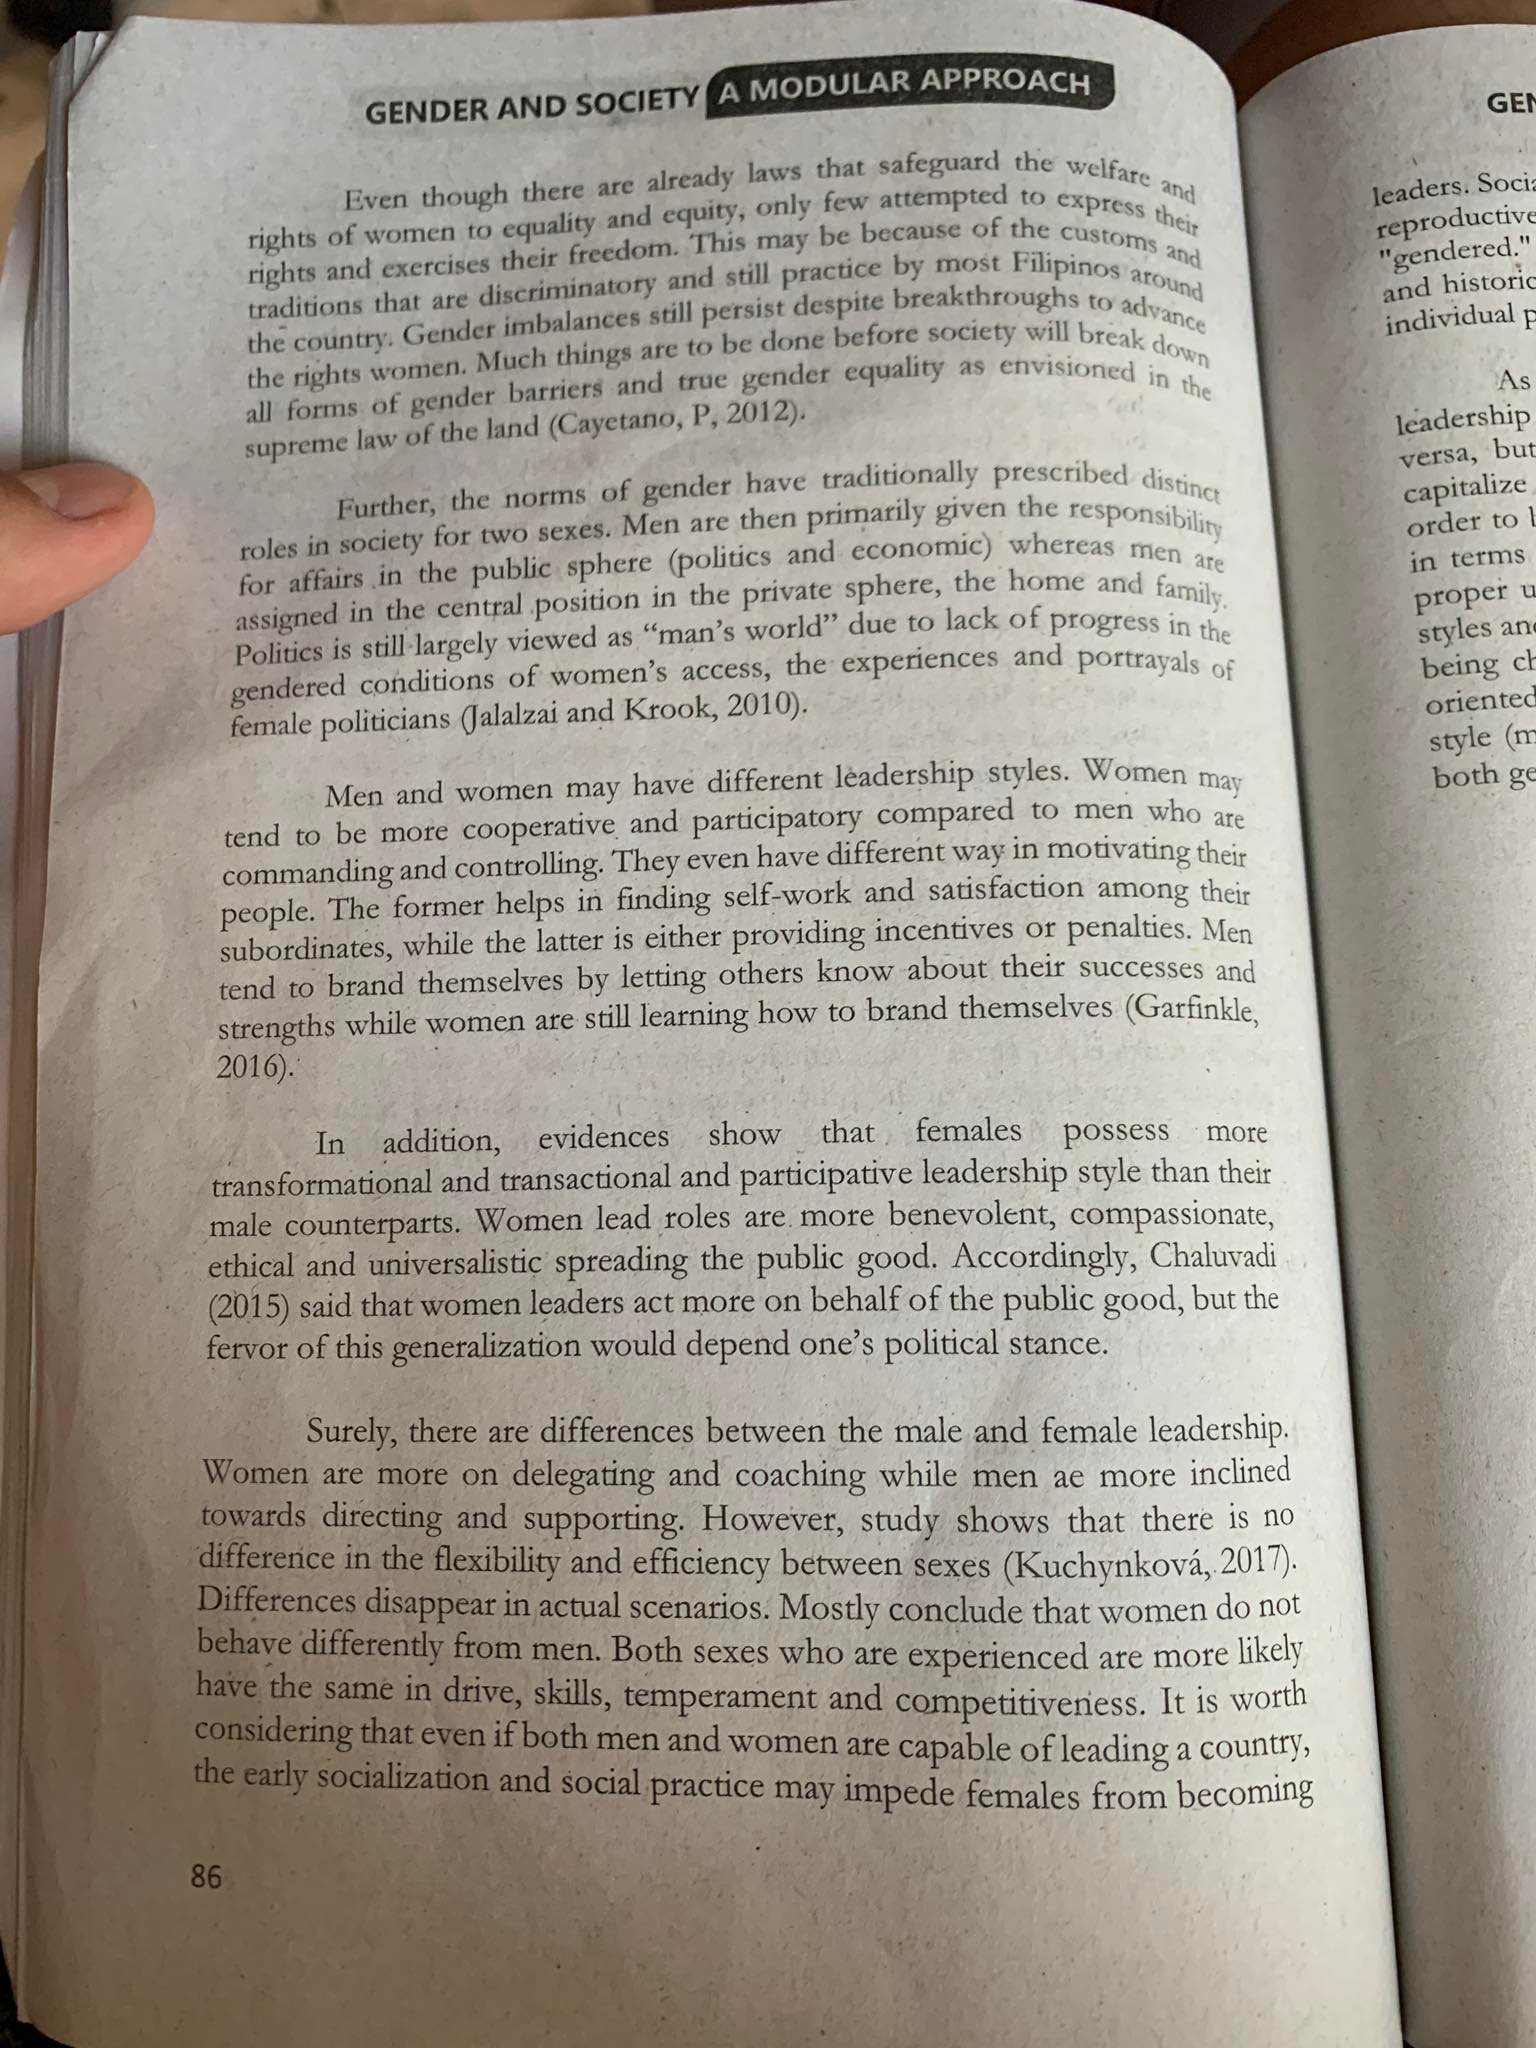 GENDER AND SOCIETY A MODULAR APPROACH
Even though there are already laws that safeguard the welfare and
rights of women to equality and equity, only few attempted to express their
rights and exercises their freedom. This may be because of the customs and
traditions that are discriminatory and still practice by most Filipinos around
the country. Gender imbalances still persist despite breakthroughs to advance
the rights women. Much things are to be done before society will break down
all forms of gender barriers and true gender equality as envisioned in the
supreme law of the land (Cayetano, P, 2012).
Further, the norms of gender have traditionally prescribed distinct
roles in society for two sexes. Men are then primarily given the responsibility
for affairs in the public sphere (politics and economic) whereas men are
assigned in the central position in the private sphere, the home and family.
Politics is still largely viewed as “man’s world” due to lack of progress in the
gendered conditions of women’s access, the experiences and portrayals of
female politicians (Jalalzai and Krook, 2010).
Men and women may have different leadership styles. Women may
tend to be more cooperative and participatory compared to men who are
commanding and controlling. They even have different way in motivating their
people. The former helps in finding self-work and satisfaction among their
subordinates, while the latter is either providing incentives or penalties. Men
tend to brand themselves by letting others know about their successes and
strengths while women are still learning how to brand themselves (Garfinkle,
2016).
In addition, evidences show that females possess more
transformational and transactional and participative leadership style than their
male counterparts. Women lead roles are more benevolent, compassionate,
ethical and universalistic spreading the public good. Accordingly, Chaluvadi
(2015) said that women leaders act more on behalf of the public good, but the
fervor of this generalization would depend one’s political stance.
Surely, there are differences between the male and female leadership.
Women are more on delegating and coaching while men ae more inclined
towards directing and supporting. However, study shows that there is no
difference in the flexibility and efficiency between sexes (Kuchynková, 2017).
Differences disappear in actual scenarios. Mostly conclude that women do not
behave differently from men. Both sexes who are experienced are more likely
have the same in drive, skills, temperament and competitiveness. It is worth
considering that even if both men and women are capable of leading a country,
the early socialization and social practice may impede females from becoming
86
leaders.
reproductive
"gendered."
and
individual
As
leadership
versa, but
capitalize
order to
in terms
proper
styles
being
oriented
style
both